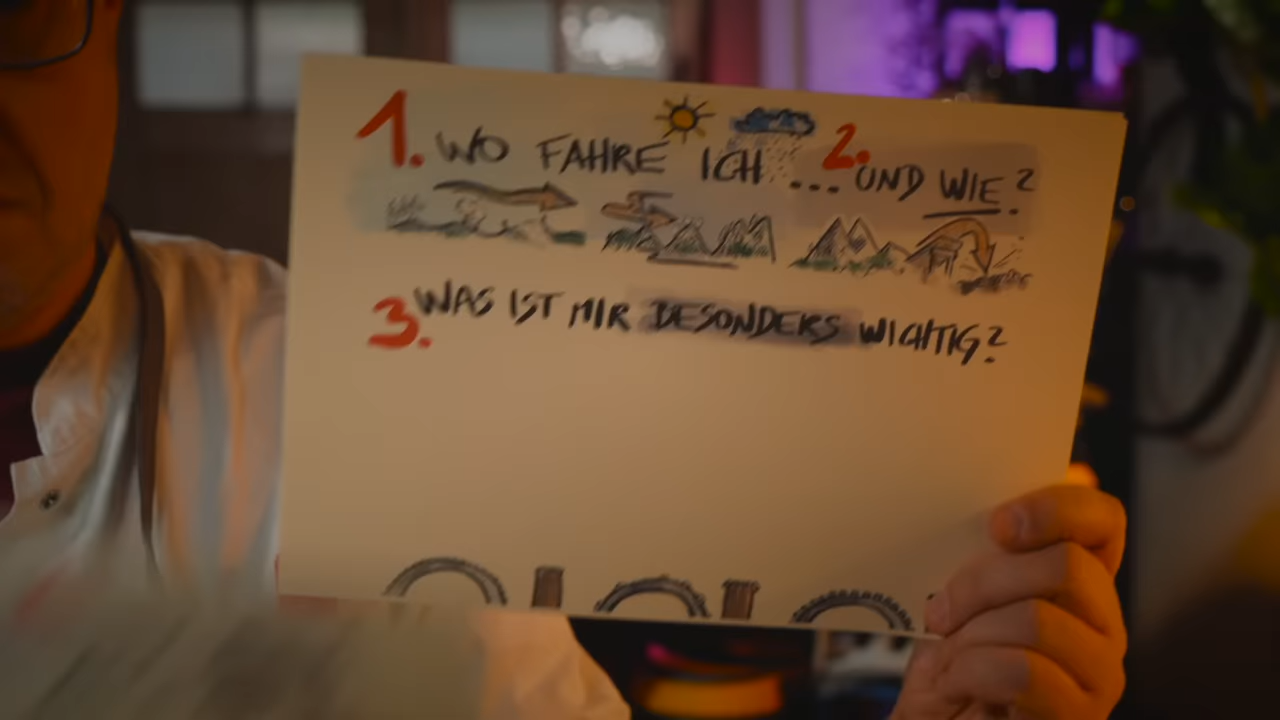 1. WO FAHRE ICH ... 2. UND WIE?
3. WAS IST MIR BESONDERS WICHTIG?